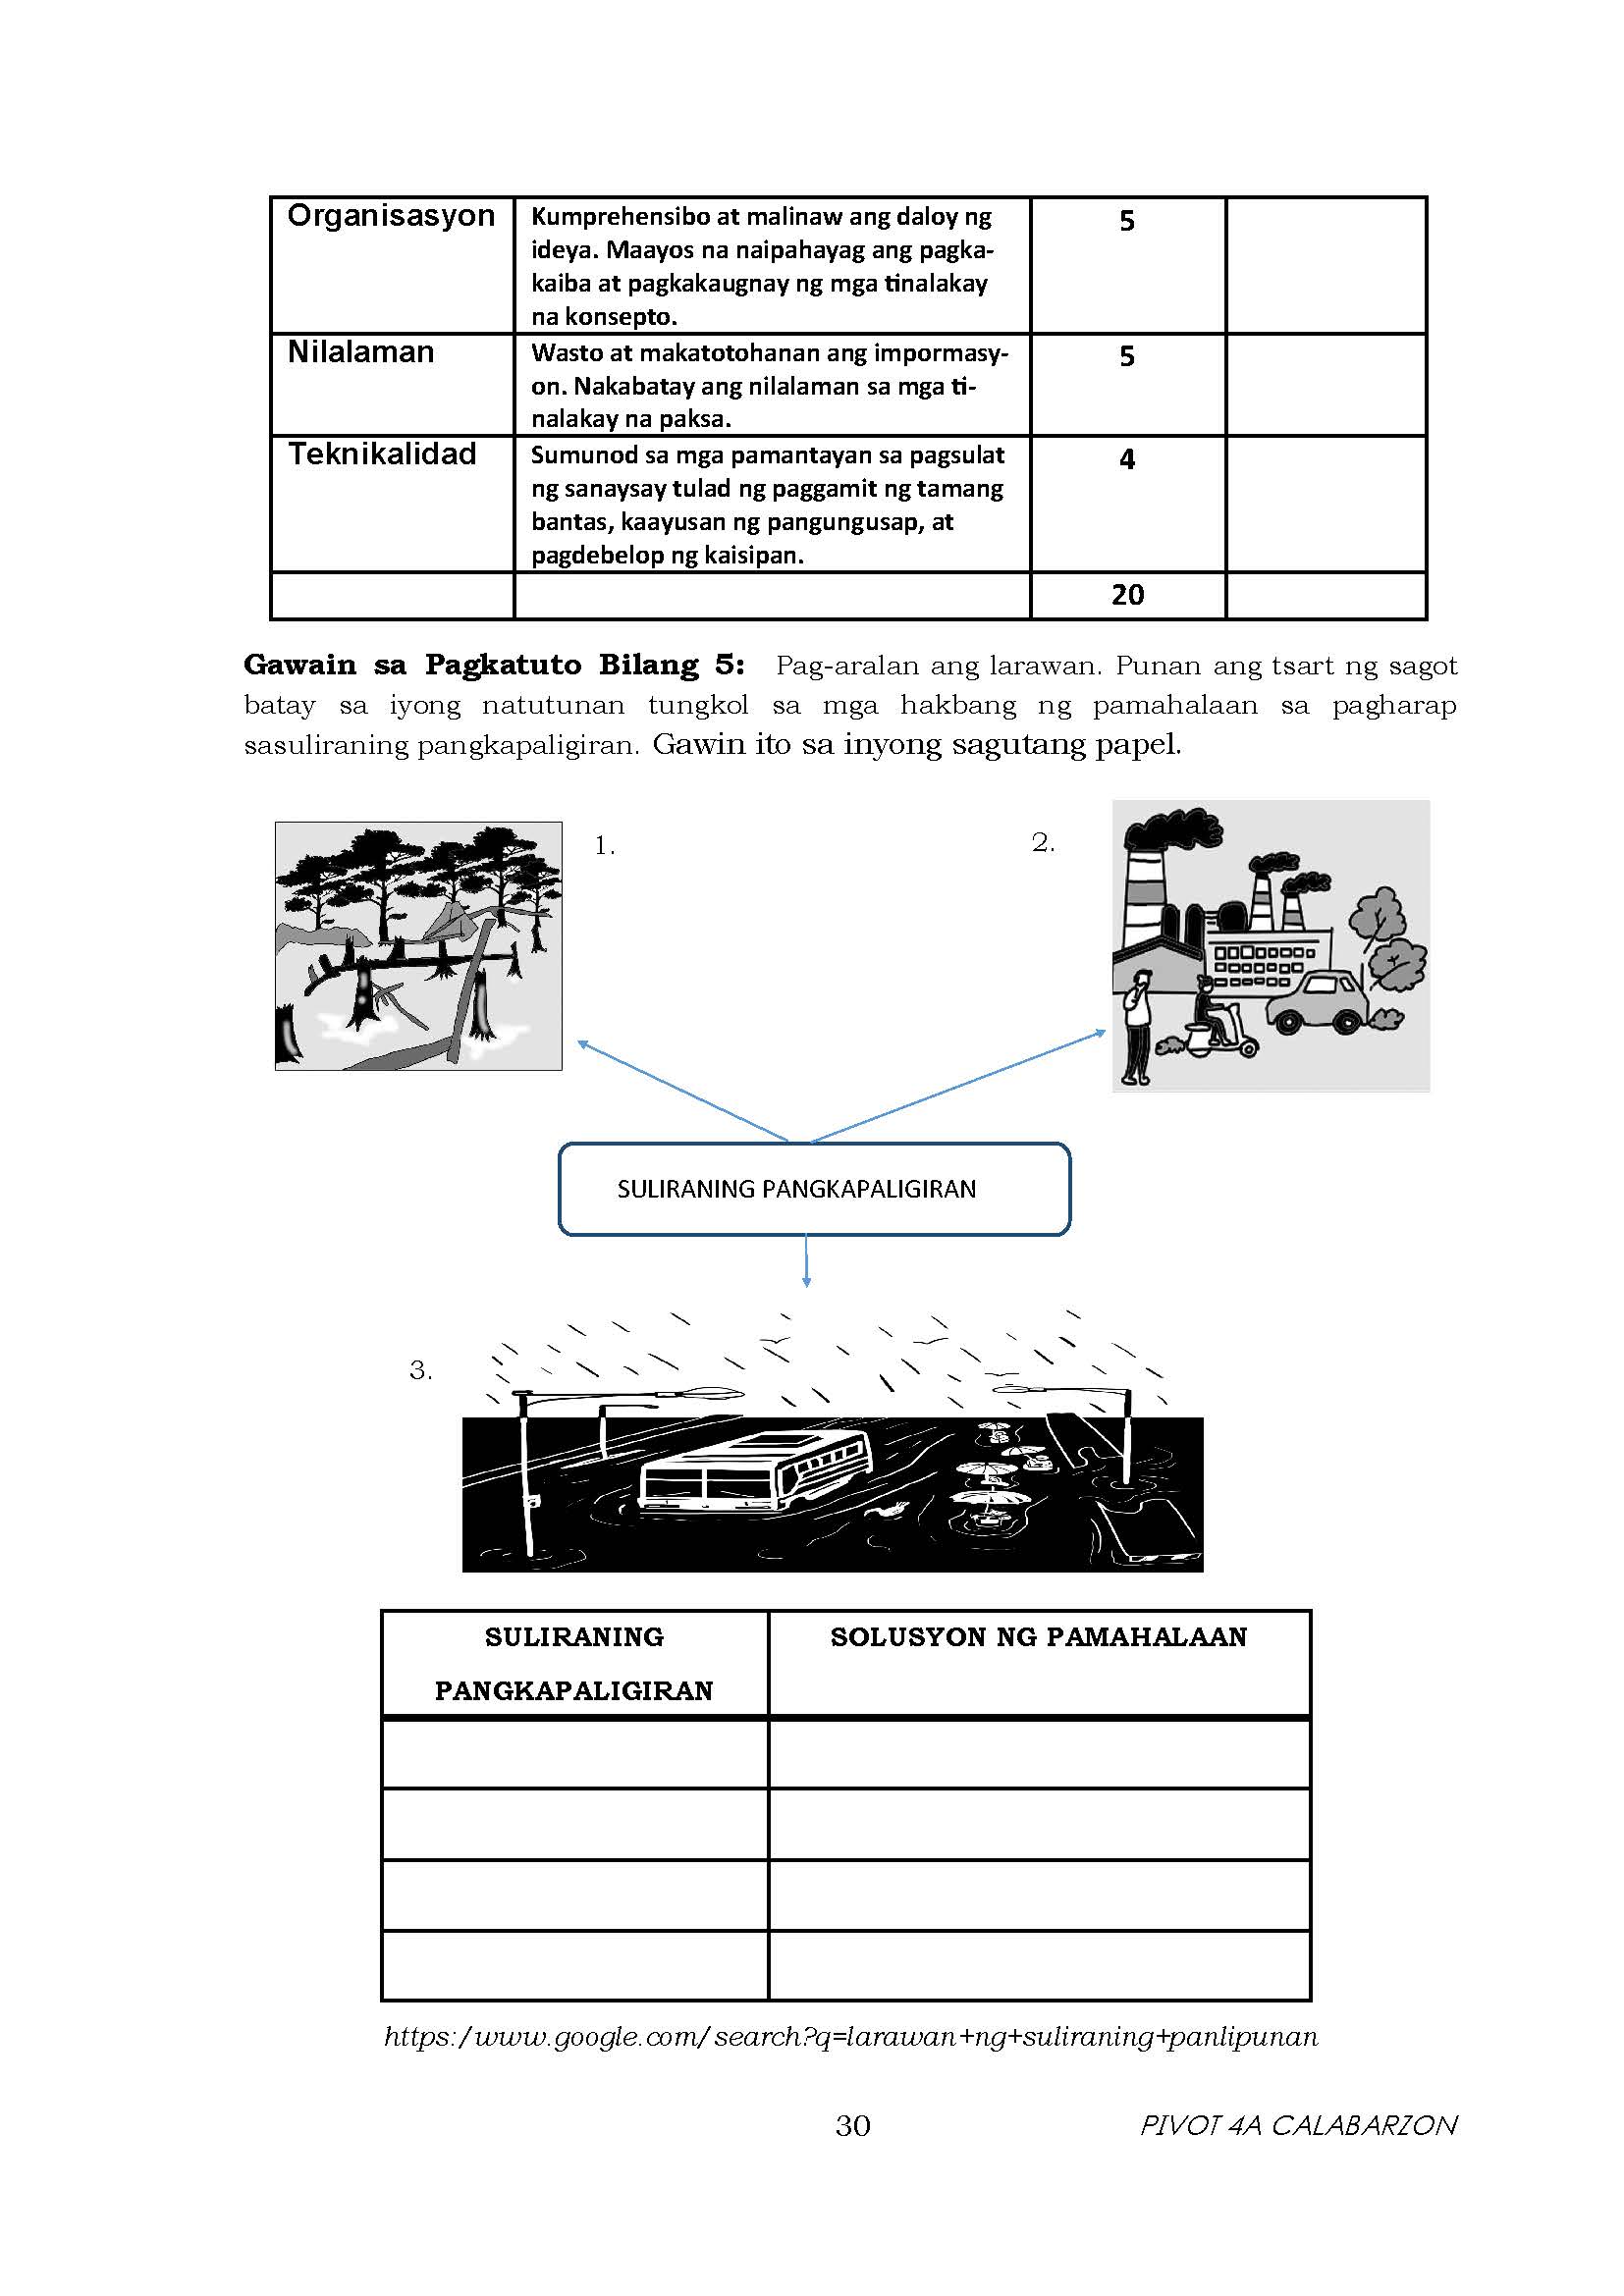 Organisasyon
Kumprehensibo at malinaw ang daloy ng
ideya. Maayos na naipahayag ang pagka-
kaiba at pagkakaugnay ng mga tinalakay
na konsepto.
5
Nilalaman
Wasto at makatotohanan ang impormasy-
on. Nakabatay ang nilalaman sa mga ti-
nalakay na paksa.
5
Teknikalidad
Sumunod sa mga pamantayan sa pagsulat
ng sanaysay tulad ng paggamit ng tamang
bantas, kaayusan ng pangungusap, at
pagdebelop ng kaisipan.
4
20
Gawain sa Pagkatuto Bilang 5: Pag-aralan ang larawan. Punan ang tsart ng sagot
batay sa iyong natutunan tungkol sa mga hakbang ng pamahalaan sa pagharap
sasuliraning pangkapaligiran. Gawin ito sa inyong sagutang papel.
1.
2.
SULIRANING PANGKAPALIGIRAN
3.
SULIRANING
PANGKAPALIGIRAN
SOLUSYON NG PAMAHALAAN
https:/www.google.com/search?q=larawan+ng+suliraning+panlipunan
30
PIVOT 4A CALABARZON